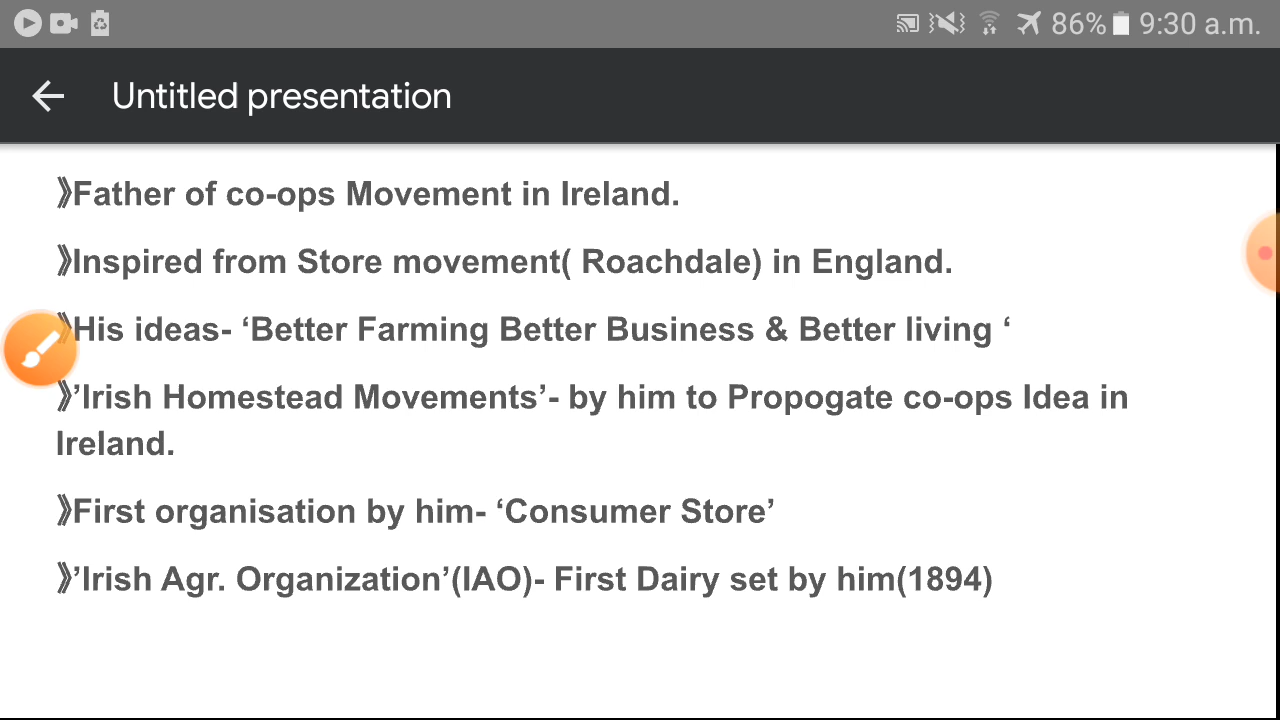 86% 9:30 a.m.
Untitled presentation
》Father of co-ops Movement in Ireland.
》Inspired from Store movement( Roachdale) in England.
》His ideas- ‘Better Farming Better Business & Better living ‘
》’Irish Homestead Movements’- by him to Propogate co-ops Idea in
Ireland.
》First organisation by him- ‘Consumer Store’
》’Irish Agr. Organization’(IAO)- First Dairy set by him(1894)